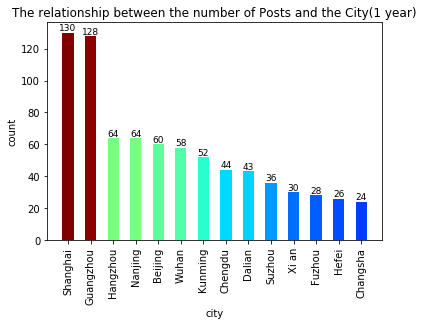 The relationship between the number of Posts and the City(1 year)
130
128
64
64
60
58
52
44
43
36
30
28
26
24
120
100
80
60
40
20
0
count
Shanghai
Guangzhou
Hangzhou
Nanjing
Beijing
Wuhan
Kunming
Chengdu
Dalian
Suzhou
Xi an
Fuzhou
Hefei
Changsha
city